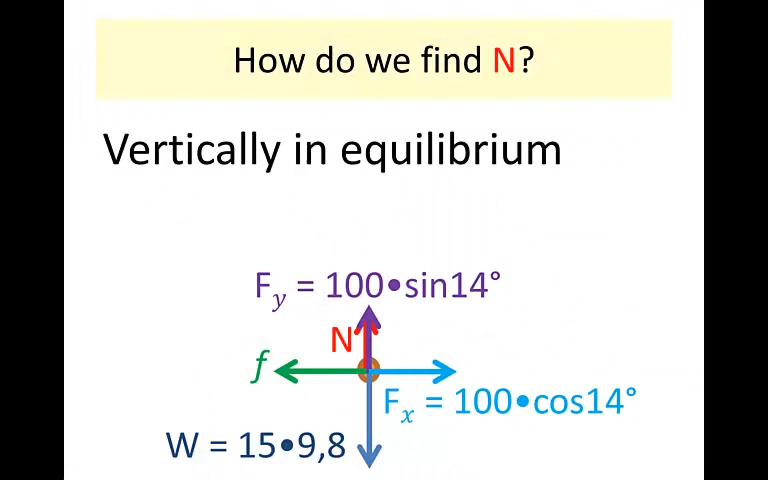 How do we find N?
Vertically in equilibrium
F𝑦 = 100•sin14°
N
f
F𝑥 = 100•cos14°
W = 15•9,8